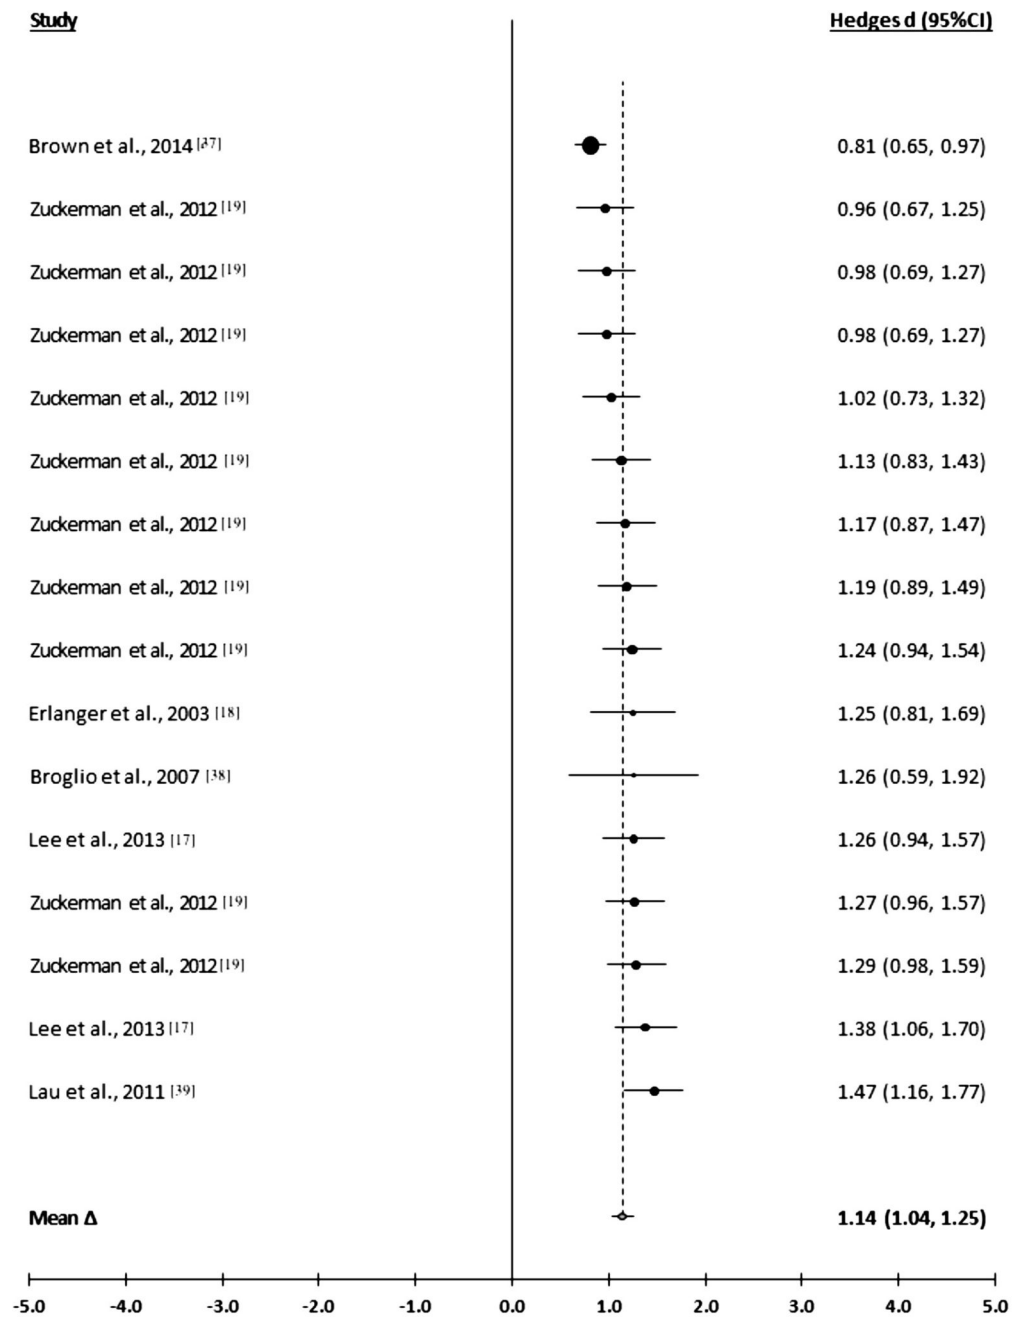 Study Hedges d (95%CI)
Brown et al., 2014 [37] 0.81 (0.65, 0.97)
Zuckerman et al., 2012 [19] 0.96 (0.67, 1.25)
Zuckerman et al., 2012 [19] 0.98 (0.69, 1.27)
Zuckerman et al., 2012 [19] 0.98 (0.69, 1.27)
Zuckerman et al., 2012 [19] 1.02 (0.73, 1.32)
Zuckerman et al., 2012 [19] 1.13 (0.83, 1.43)
Zuckerman et al., 2012 [19] 1.17 (0.87, 1.47)
Zuckerman et al., 2012 [19] 1.19 (0.89, 1.49)
Zuckerman et al., 2012 [19] 1.24 (0.94, 1.54)
Erlanger et al., 2003 [18] 1.25 (0.81, 1.69)
Broglio et al., 2007 [38] 1.26 (0.59, 1.92)
Lee et al., 2013 [17] 1.26 (0.94, 1.57)
Zuckerman et al., 2012 [19] 1.27 (0.96, 1.57)
Zuckerman et al., 2012 [19] 1.29 (0.98, 1.59)
Lee et al., 2013 [17] 1.38 (1.06, 1.70)
Lau et al., 2011 [39] 1.47 (1.16, 1.77)
Mean Δ 1.14 (1.04, 1.25)
-5.0 -4.0 -3.0 -2.0 -1.0 0.0 1.0 2.0 3.0 4.0 5.0